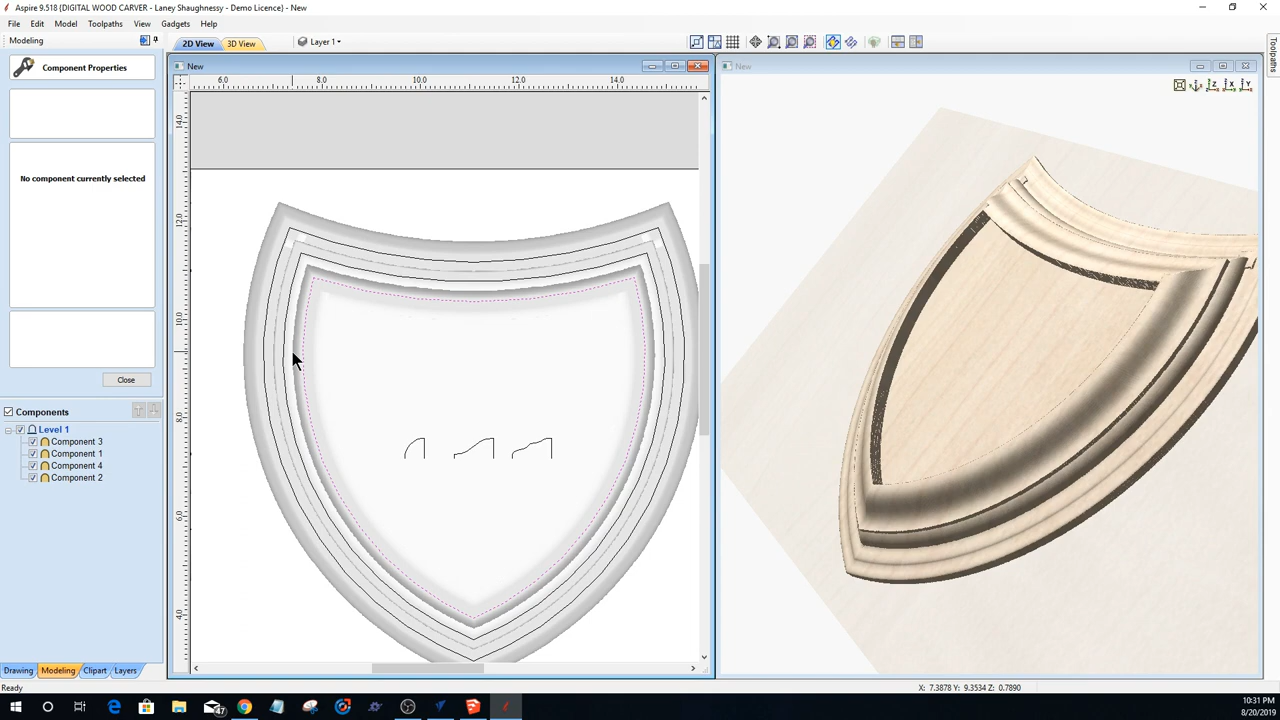 Aspire 9.518 {DIGITAL WOOD CARVER - Laney Shaughnessy - Demo Licence} - New
File Edit Model Toolpaths View Gadgets Help
Modeling
2D View 3D View Layer 1
Component Properties
No component currently selected
Close
Components
Level 1
Component 3
Component 1
Component 4
Component 2
Drawing Modeling Clipart Layers
New
6.0 8.0 10.0 12.0 14.0
14.0
12.0
10.0
8.0
6.0
4.0
New
Z X Y
Toolpaths
Ready
X: 7.3878 Y: 9.3534 Z: 0.7890
47
10:31 PM
8/20/2019